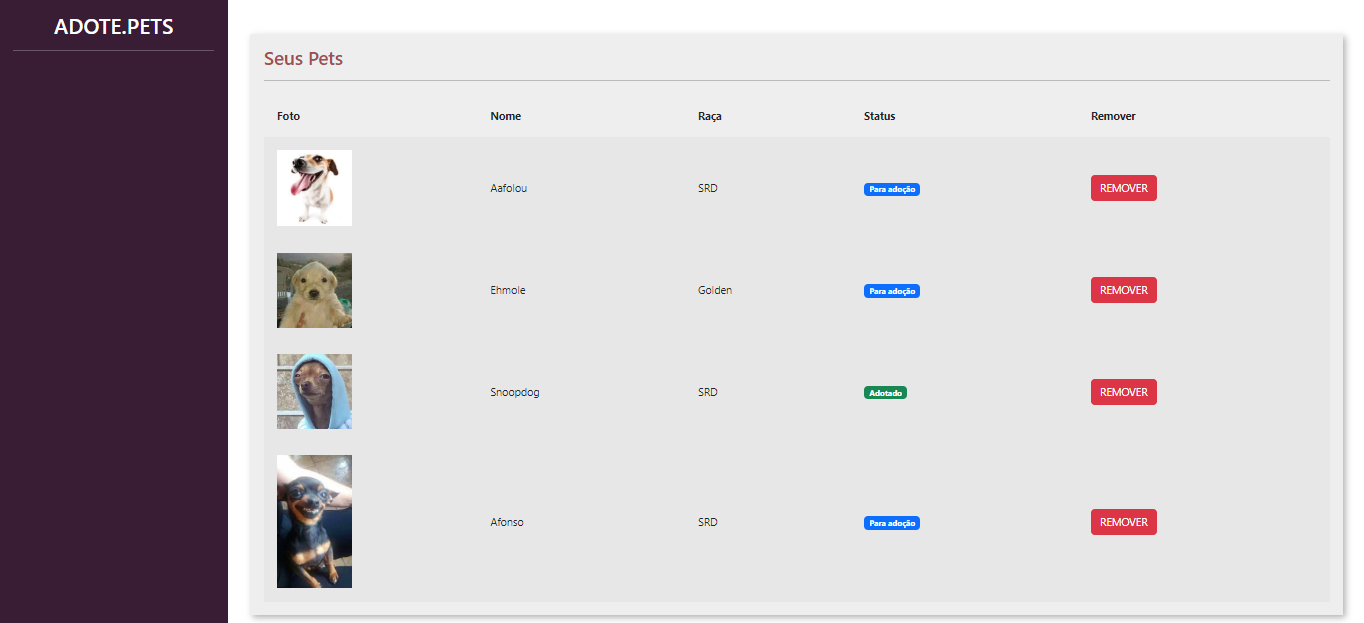 ADOTE.PETS
Seus Pets
Foto Nome Raça Status Remover
Aafolou SRD Para adoção REMOVER
Ehmole Golden Para adoção REMOVER
Snoopdog SRD Adotado REMOVER
Afonso SRD Para adoção REMOVER